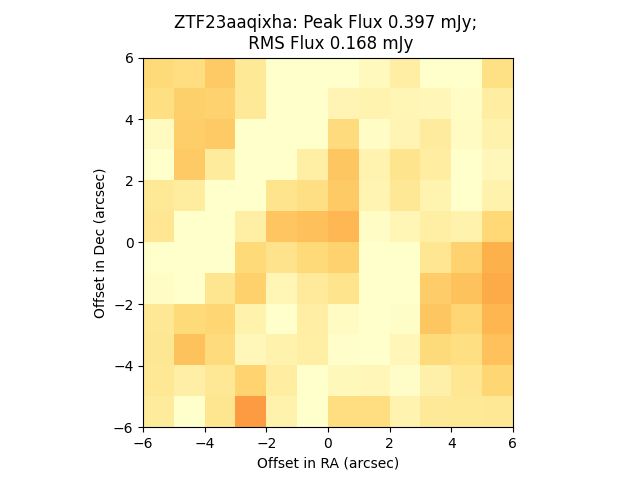 ZTF23aaqixha: Peak Flux 0.397 mJy;
RMS Flux 0.168 mJy
6
4
2
0
−2
−4
−6
Offset in Dec (arcsec)
−6 −4 −2 0 2 4 6
Offset in RA (arcsec)